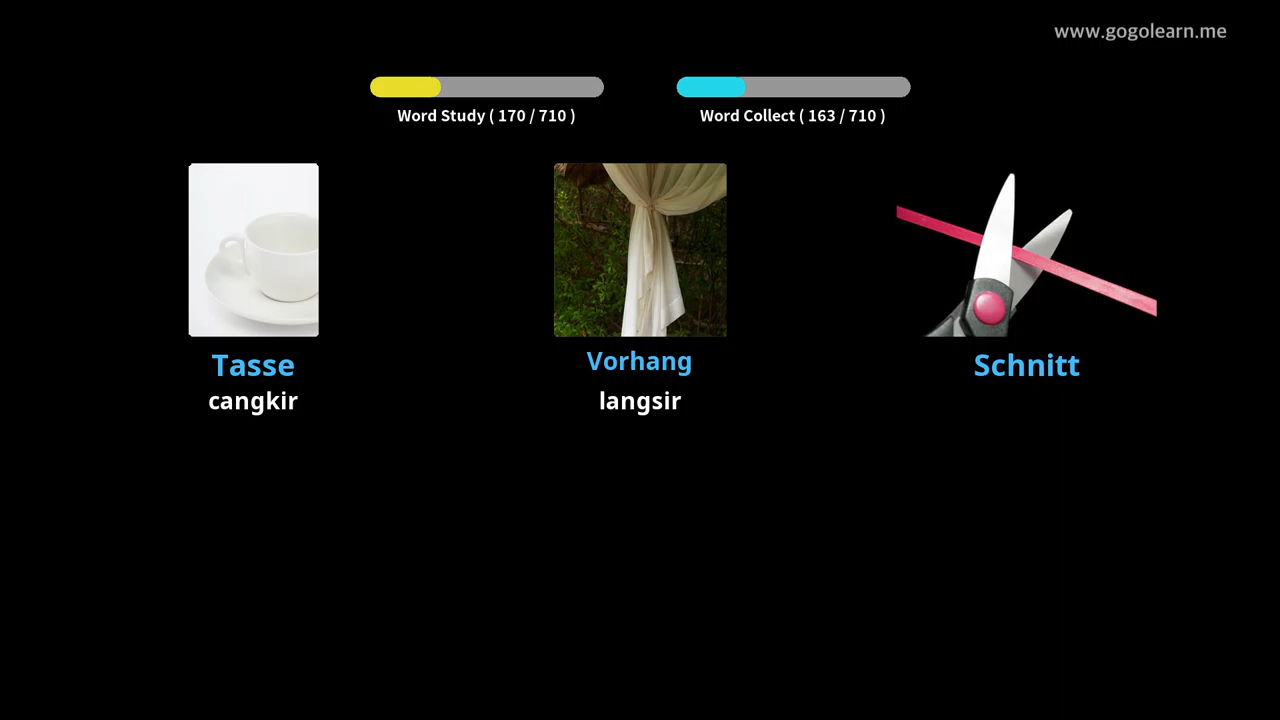 www.gogolearn.me
Word Study ( 170 / 710 )
Word Collect ( 163 / 710 )
Tasse
cangkir
Vorhang
langsir
Schnitt